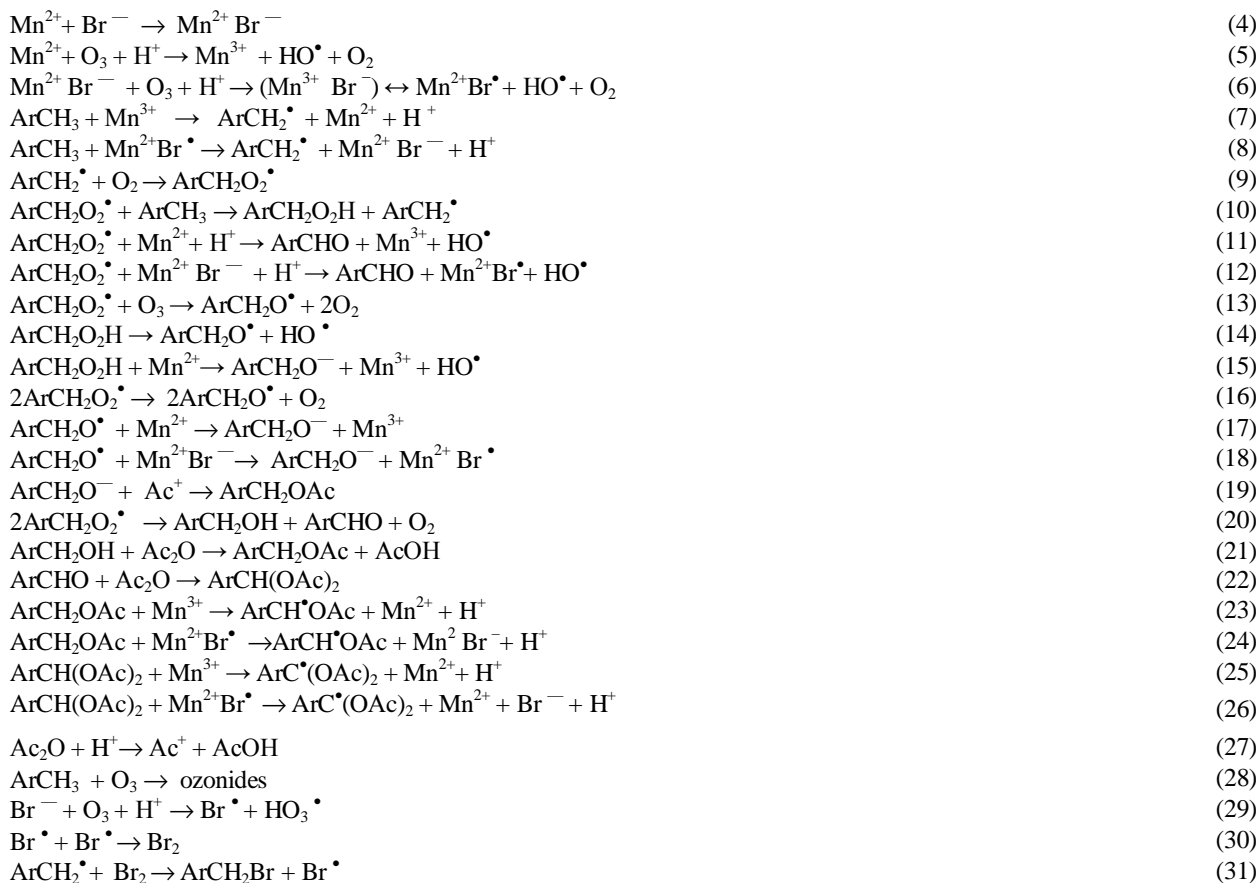 Mn²⁺+ Br⁻ → Mn²⁺ Br⁻ (4)
Mn²⁺+ O₃ + H⁺→ Mn³⁺ + HO• + O₂ (5)
Mn²⁺ Br⁻ + O₃ + H⁺→ (Mn³⁺ Br⁻) ↔ Mn²⁺Br•+ HO•+ O₂ (6)
ArCH₃ + Mn³⁺ → ArCH₂• + Mn²⁺ + H⁺ (7)
ArCH₃ + Mn²⁺Br• → ArCH₂• + Mn²⁺ Br⁻ + H⁺ (8)
ArCH₂• + O₂ → ArCH₂O₂• (9)
ArCH₂O₂• + ArCH₃ → ArCH₂O₂H + ArCH₂• (10)
ArCH₂O₂• + Mn²⁺+ H⁺→ ArCHO + Mn³⁺+ HO• (11)
ArCH₂O₂• + Mn²⁺ Br⁻ + H⁺→ ArCHO + Mn²⁺Br•+ HO• (12)
ArCH₂O₂• + O₃ → ArCH₂O• + 2O₂ (13)
ArCH₂O₂H → ArCH₂O• + HO • (14)
ArCH₂O₂H + Mn²⁺→ ArCH₂O⁻ + Mn³⁺ + HO• (15)
2ArCH₂O₂• → 2ArCH₂O• + O₂ (16)
ArCH₂O• + Mn²⁺ → ArCH₂O⁻ + Mn³⁺ (17)
ArCH₂O• + Mn²⁺Br⁻→ ArCH₂O⁻ + Mn²⁺ Br• (18)
ArCH₂O⁻ + Ac⁺ → ArCH₂OAc (19)
2ArCH₂O₂• → ArCH₂OH + ArCHO + O₂ (20)
ArCH₂OH + Ac₂O → ArCH₂OAc + AcOH (21)
ArCHO + Ac₂O → ArCH(OAc)₂ (22)
ArCH₂OAc + Mn³⁺ → ArCH•OAc + Mn²⁺ + H⁺ (23)
ArCH₂OAc + Mn²⁺Br• →ArCH•OAc + Mn² Br⁻+ H⁺ (24)
ArCH(OAc)₂ + Mn³⁺ → ArC•(OAc)₂ + Mn²⁺+ H⁺ (25)
ArCH(OAc)₂ + Mn²⁺Br• → ArC•(OAc)₂ + Mn²⁺ + Br⁻ + H⁺ (26)
Ac₂O + H⁺→ Ac⁺ + AcOH (27)
ArCH₃ + O₃ → ozonides (28)
Br⁻ + O₃ + H⁺ → Br • + HO₃• (29)
Br • + Br • → Br₂ (30)
ArCH₂• + Br₂ → ArCH₂Br + Br • (31)